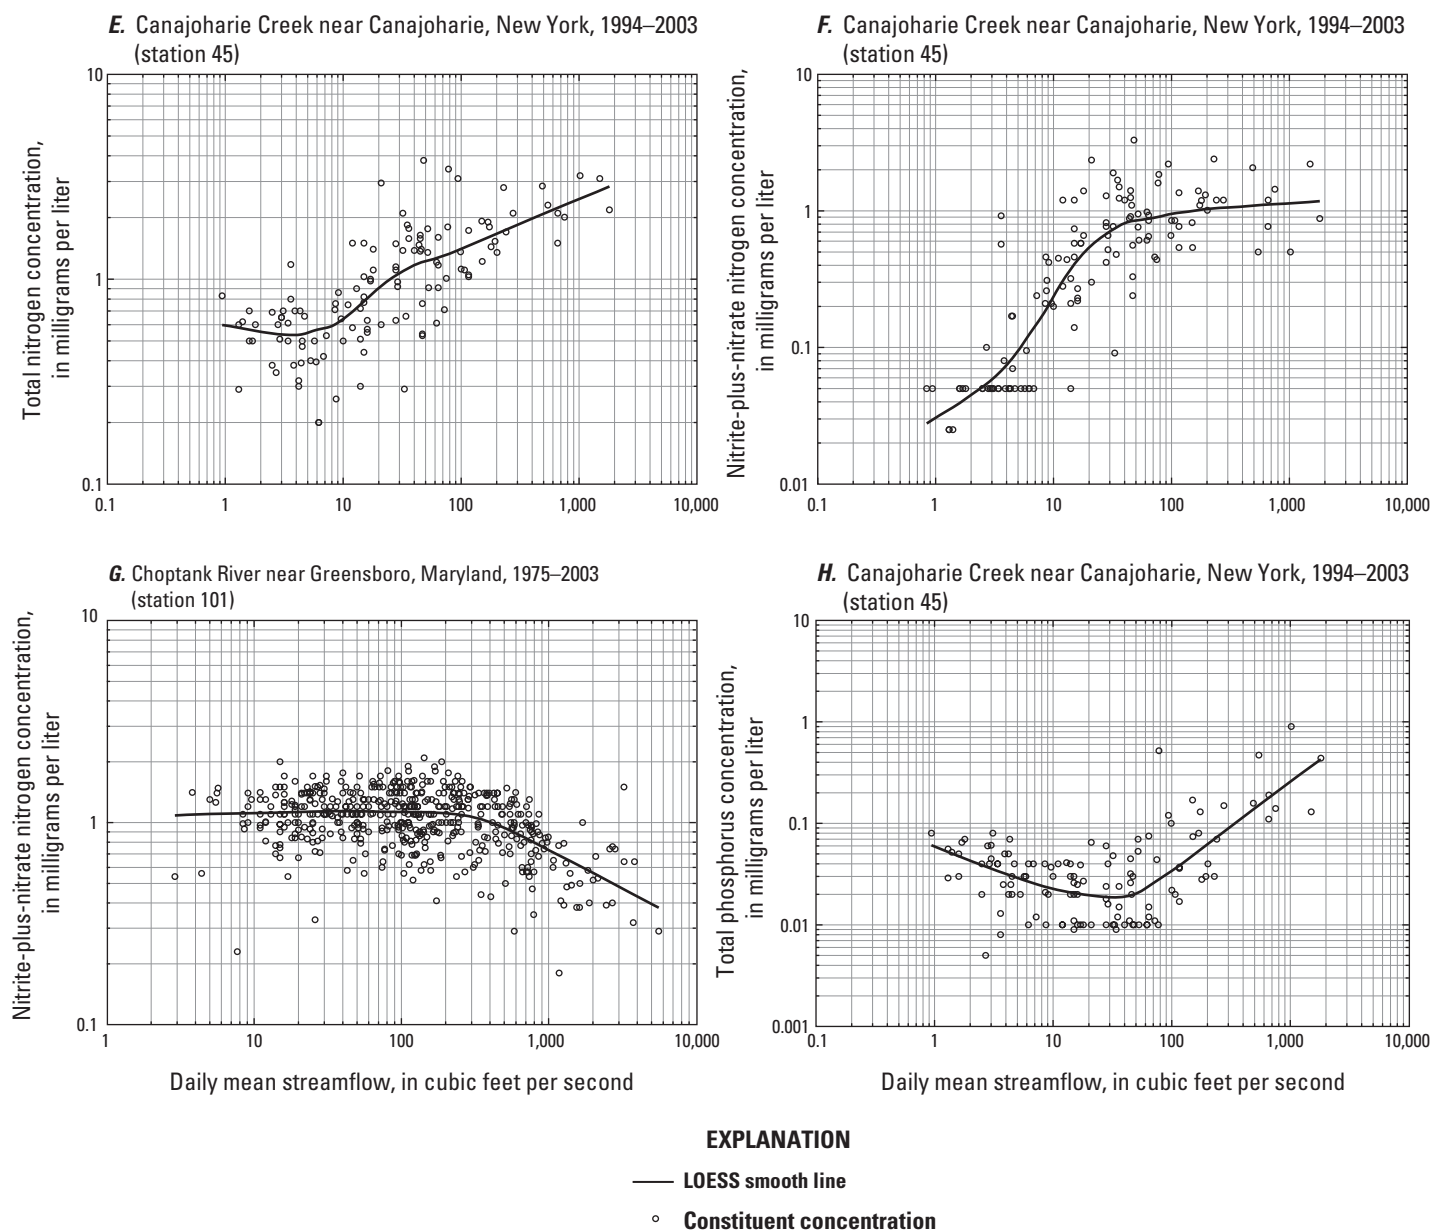 E. Canajoharie Creek near Canajoharie, New York, 1994–2003
(station 45)
Total nitrogen concentration,
in milligrams per liter
10
1
0.1
0.1 1 10 100 1,000 10,000
F. Canajoharie Creek near Canajoharie, New York, 1994–2003
(station 45)
Nitrite-plus-nitrate nitrogen concentration,
in milligrams per liter
10
1
0.1
0.01
0.1 1 10 100 1,000 10,000
G. Choptank River near Greensboro, Maryland, 1975–2003
(station 101)
Nitrite-plus-nitrate nitrogen concentration,
in milligrams per liter
10
1
0.1
1 10 100 1,000 10,000
Daily mean streamflow, in cubic feet per second
H. Canajoharie Creek near Canajoharie, New York, 1994–2003
(station 45)
Total phosphorus concentration,
in milligrams per liter
10
1
0.1
0.01
0.001
0.1 1 10 100 1,000 10,000
Daily mean streamflow, in cubic feet per second
EXPLANATION
LOESS smooth line
Constituent concentration